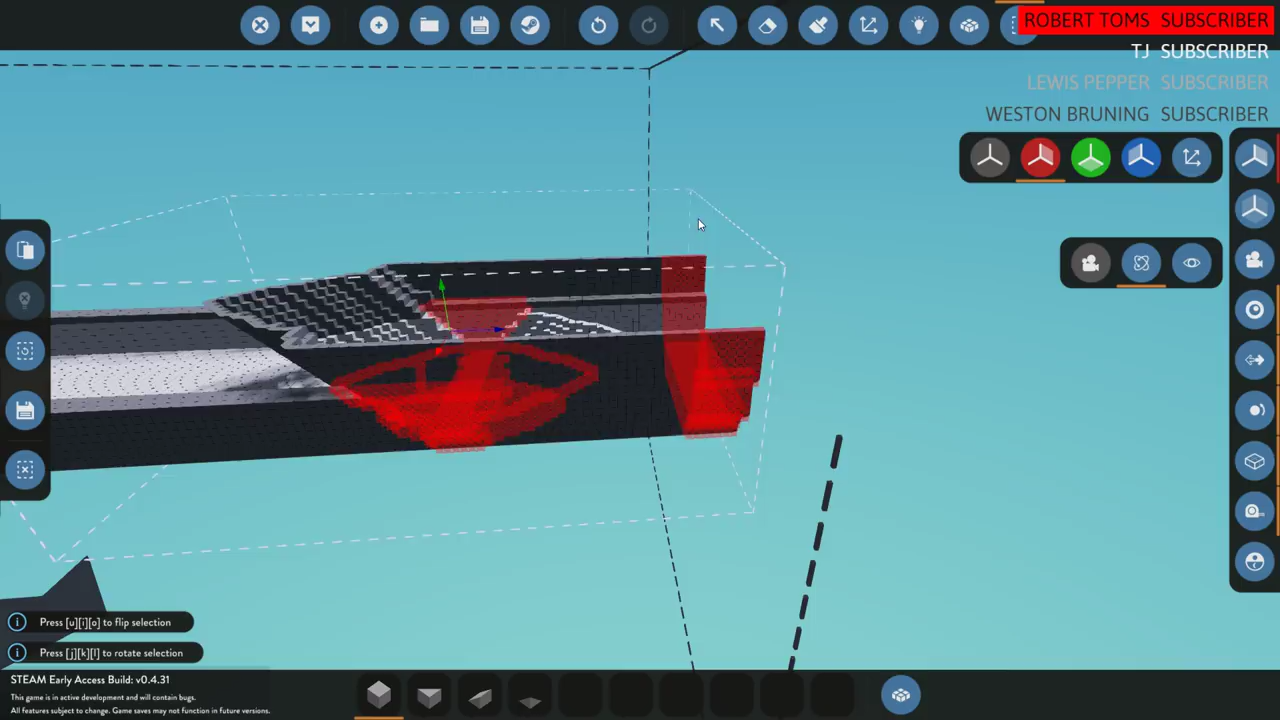 ROBERT TOMS SUBSCRIBER
TJ SUBSCRIBER
LEWIS PEPPER SUBSCRIBER
WESTON BRUNING SUBSCRIBER
Press [u][i][o] to flip selection
Press [j][k][l] to rotate selection
STEAM Early Access Build: v0.4.31
This game is in active development and will contain bugs.
All features subject to change. Game saves may not function in future versions.